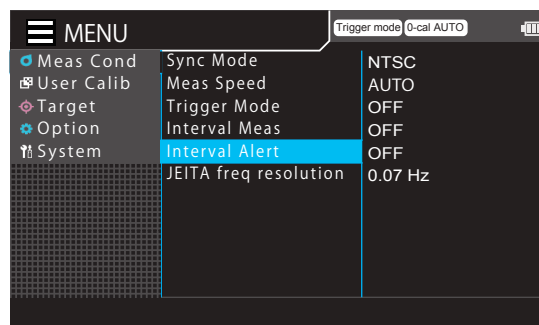 MENU
Trigger mode 0-cal AUTO
Meas Cond
User Calib
Target
Option
System
Sync Mode NTSC
Meas Speed AUTO
Trigger Mode OFF
Interval Meas OFF
Interval Alert OFF
JEITA freq resolution 0.07 Hz